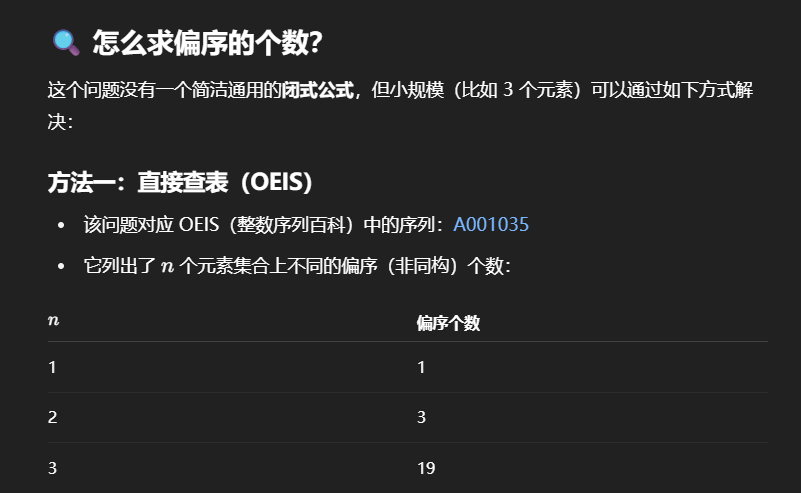 🔍 怎么求偏序的个数？
这个问题没有一个简洁通用的闭式公式，但小规模（比如 3 个元素）可以通过如下方式解
决：
方法一：直接查表（OEIS）
• 该问题对应 OEIS（整数序列百科）中的序列：A001035
• 它列出了 n 个元素集合上不同的偏序（非同构）个数：
n 偏序个数
1 1
2 3
3 19